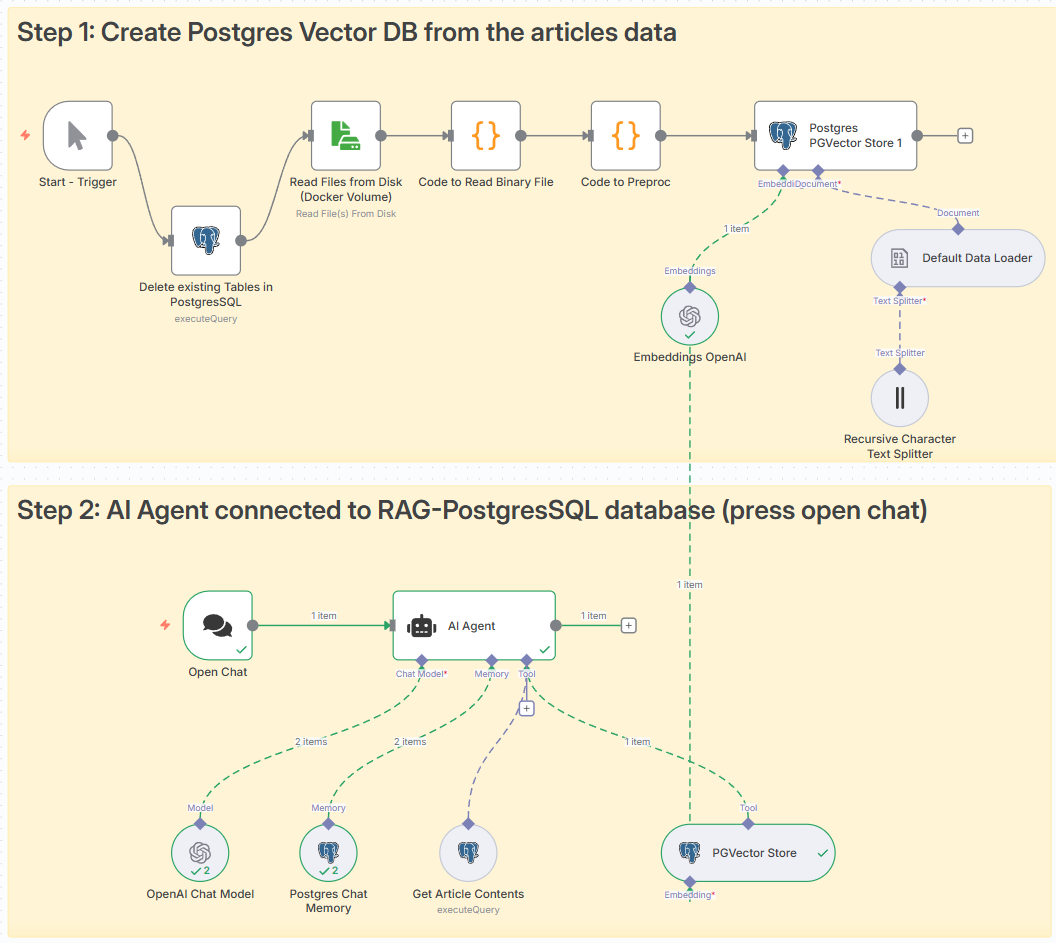 Step 1: Create Postgres Vector DB from the articles data
Start - Trigger
Delete existing Tables in
PostgresSQL
executeQuery
Read Files from Disk
(Docker Volume)
Read File(s) From Disk
{}
Code to Read Binary File
{}
Code to Preproc
Postgres
PGVector Store 1
+
Embeddi
Document*
1 item
Embeddings
Embeddings OpenAI
Document
Default Data Loader
Text Splitter*
Text Splitter
Recursive Character
Text Splitter
Step 2: AI Agent connected to RAG-PostgresSQL database (press open chat)
1 item
Open Chat
1 item
AI Agent
1 item
+
Chat Model*
Memory
Tool
+
2 items
2 items
1 item
Model
2
OpenAI Chat Model
Memory
2
Postgres Chat
Memory
Get Article Contents
executeQuery
Tool
PGVector Store
Embedding*